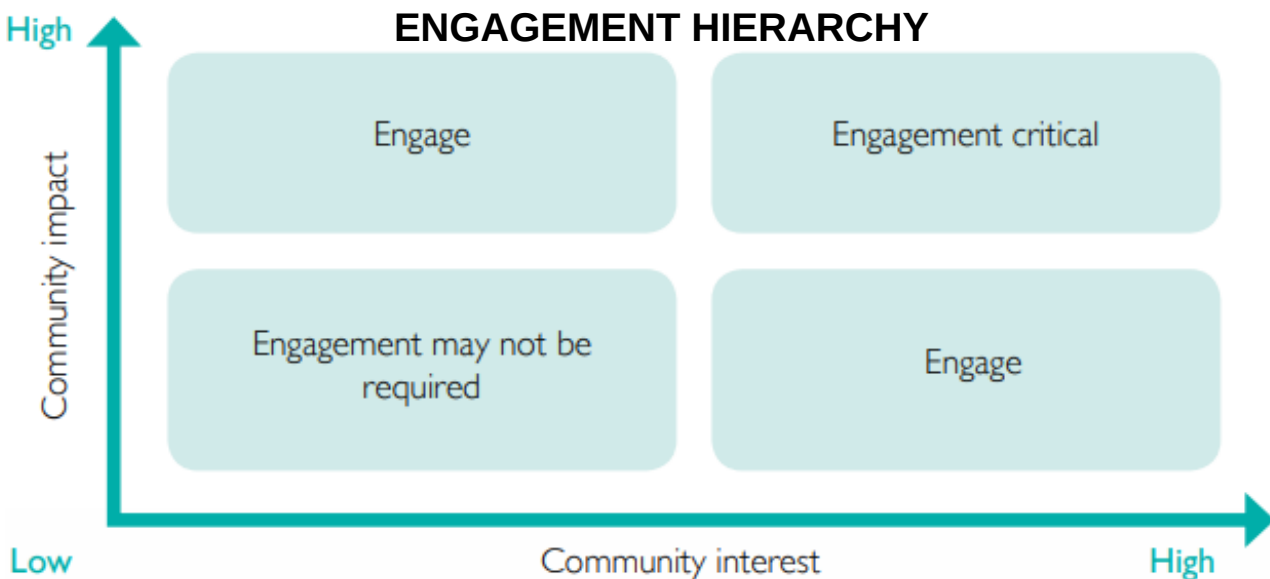 ENGAGEMENT HIERARCHY
High
Community impact
Engage
Engagement critical
Engagement may not be
required
Engage
Low
Community interest
High